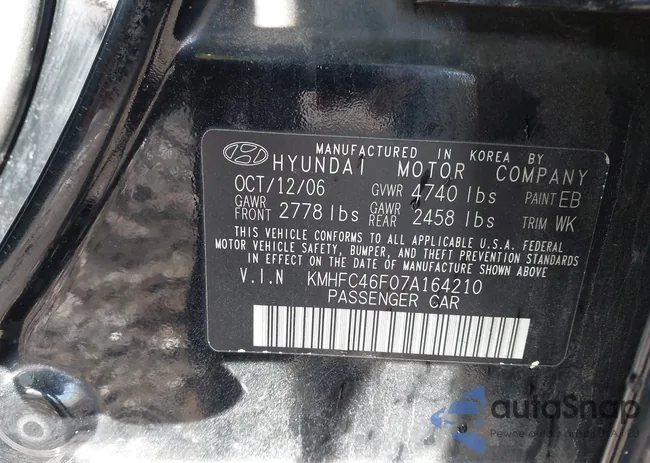 MANUFACTURED IN KOREA BY
HYUNDAI MOTOR COMPANY
OCT/12/06 GVWR 4740 lbs PAINT EB
GAWR FRONT 2778 lbs GAWR REAR 2458 lbs TRIM WK
THIS VEHICLE CONFORMS TO ALL APPLICABLE U.S.A. FEDERAL
MOTOR VEHICLE SAFETY, BUMPER, AND THEFT PREVENTION STANDARDS
IN EFFECT ON THE DATE OF MANUFACTURE SHOWN ABOVE
V.I.N KMHFC46F07A164210
PASSENGER CAR
autoSnap